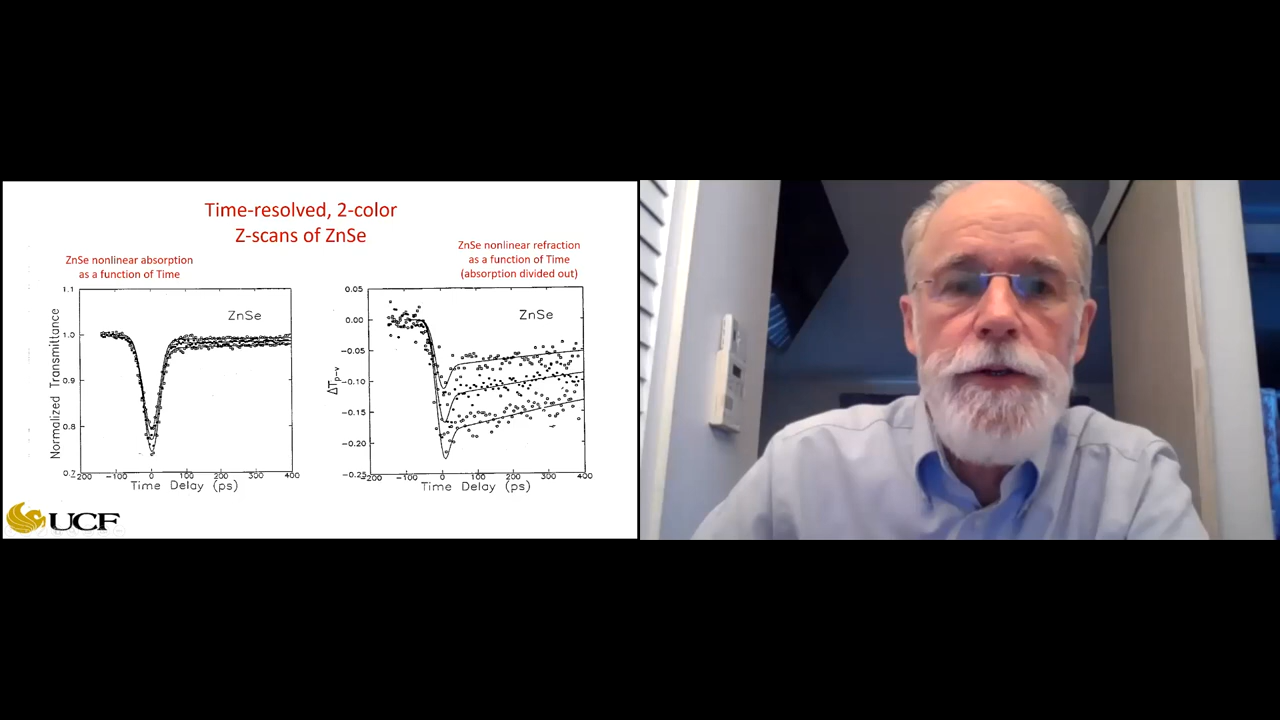 Time-resolved, 2-color
Z-scans of ZnSe
ZnSe nonlinear absorption
as a function of Time
ZnSe nonlinear refraction
as a function of Time
(absorption divided out)
1.1
1.0
0.9
0.8
0.7
Normalized Transmittance
ZnSe
-200 -100 0 100 200 300 400
Time Delay (ps)
0.05
0.00
-0.05
-0.10
-0.15
-0.20
-0.25
ΔTp-v
ZnSe
-200 -100 0 100 200 300 400
Time Delay (ps)
UCF